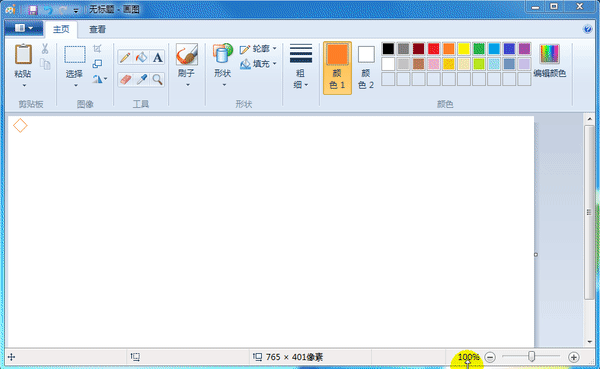 无标题 - 画图
主页 查看
粘贴 选择 A 刷子 形状 轮廓 填充 粗细 颜色 1 颜色 2 编辑颜色
剪贴板 图像 工具 形状 颜色
765 × 401像素 100%